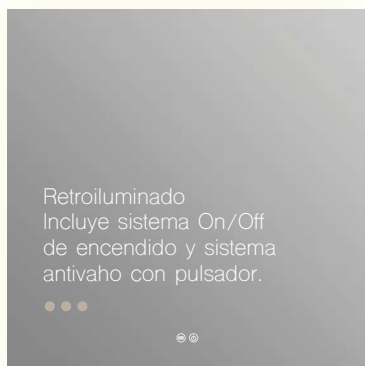 Retroiluminado
Incluye sistema On/Off
de encendido y sistema
antivaho con pulsador.